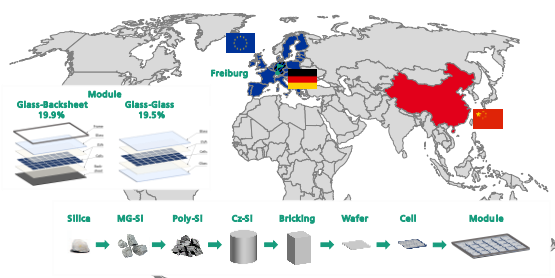 Freiburg
Module
Glass-Backsheet
19.9%
Glass-Glass
19.5%
Silica
MG-Si
Poly-Si
Cz-Si
Bricking
Wafer
Cell
Module